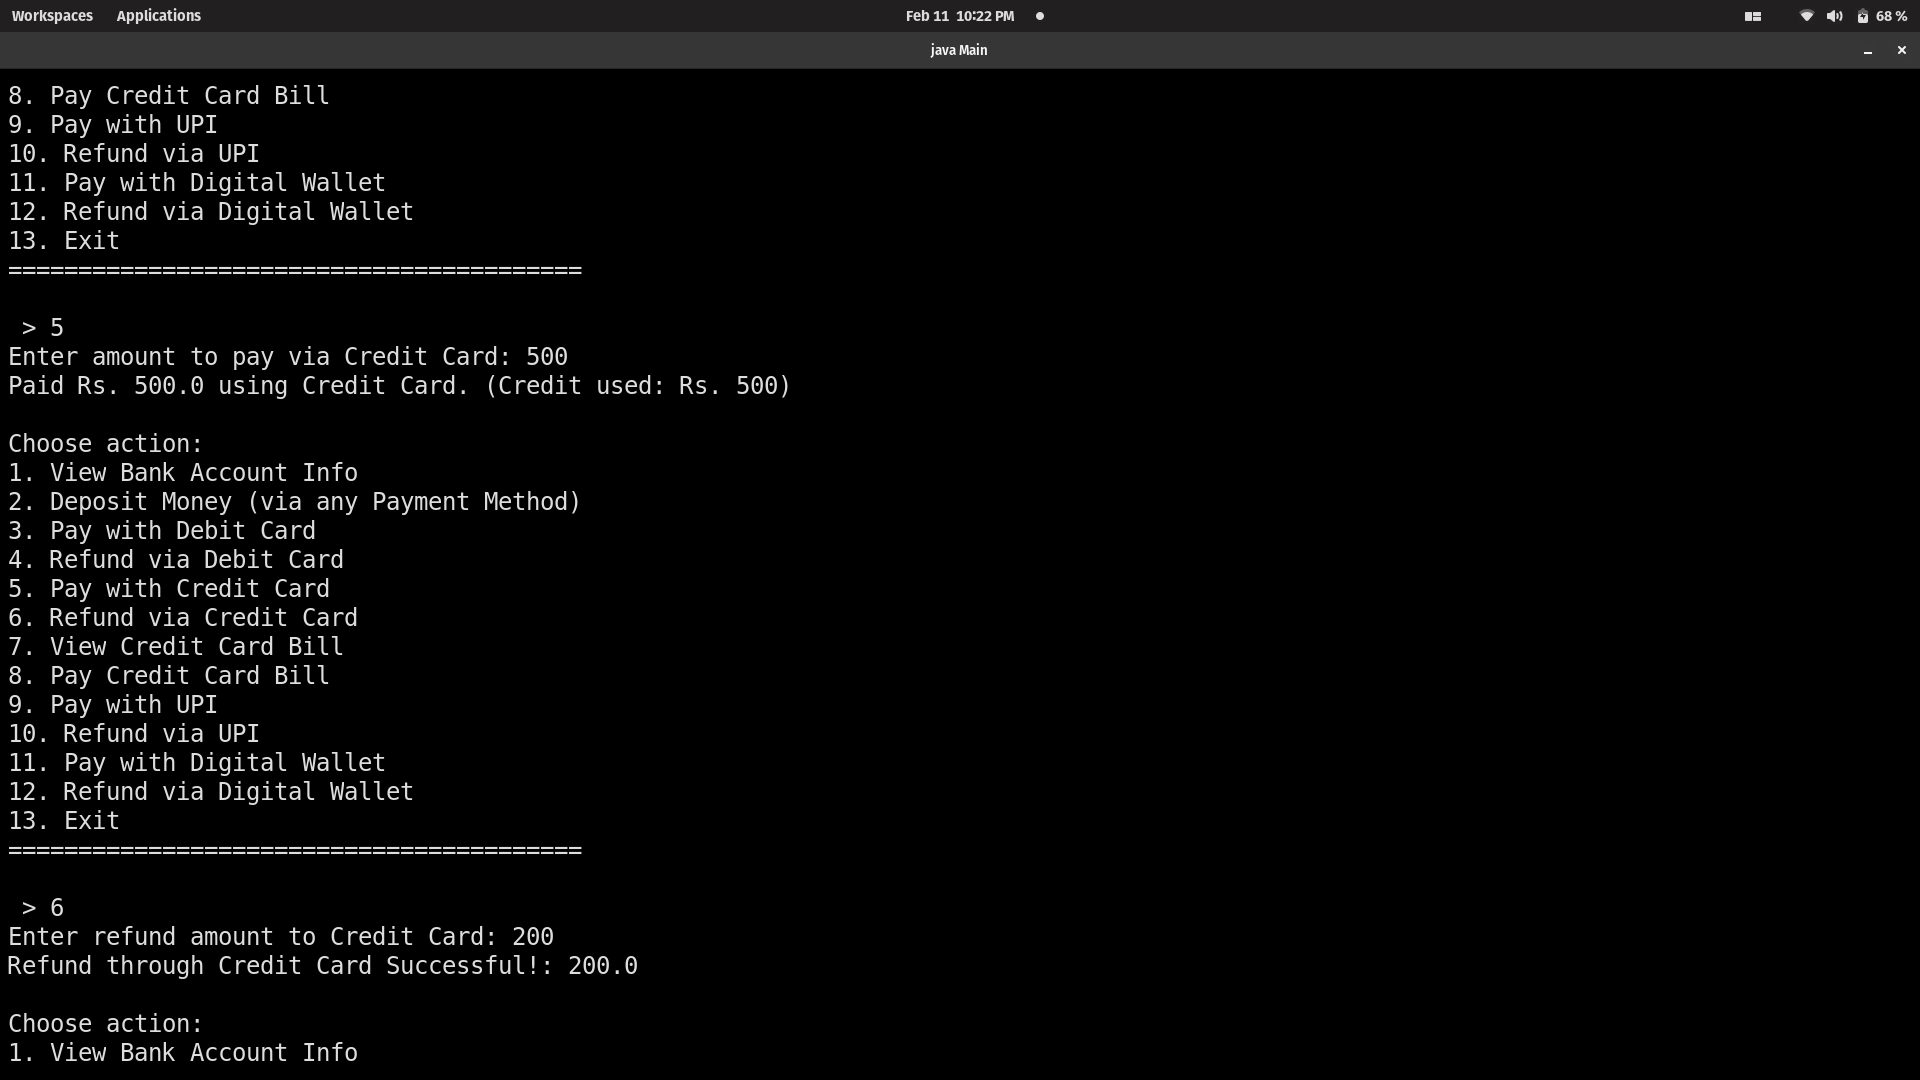 Workspaces Applications Feb 11 10:22 PM 68 %
java Main
8. Pay Credit Card Bill
9. Pay with UPI
10. Refund via UPI
11. Pay with Digital Wallet
12. Refund via Digital Wallet
13. Exit
=========================================

 > 5
Enter amount to pay via Credit Card: 500
Paid Rs. 500.0 using Credit Card. (Credit used: Rs. 500)

Choose action:
1. View Bank Account Info
2. Deposit Money (via any Payment Method)
3. Pay with Debit Card
4. Refund via Debit Card
5. Pay with Credit Card
6. Refund via Credit Card
7. View Credit Card Bill
8. Pay Credit Card Bill
9. Pay with UPI
10. Refund via UPI
11. Pay with Digital Wallet
12. Refund via Digital Wallet
13. Exit
=========================================

 > 6
Enter refund amount to Credit Card: 200
Refund through Credit Card Successful!: 200.0

Choose action:
1. View Bank Account Info